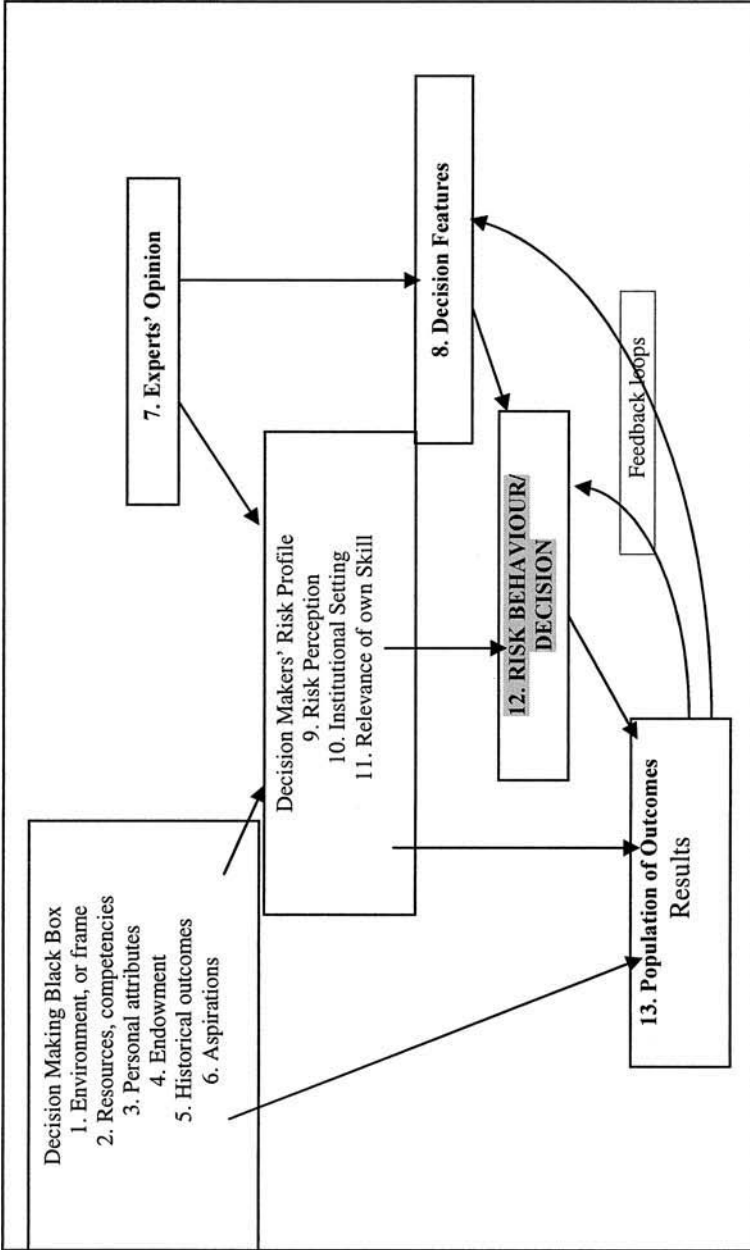 Decision Making Black Box
1. Environment, or frame
2. Resources, competencies
3. Personal attributes
4. Endowment
5. Historical outcomes
6. Aspirations
7. Experts' Opinion
Decision Makers' Risk Profile
9. Risk Perception
10. Institutional Setting
11. Relevance of own Skill
8. Decision Features
12. RISK BEHAVIOUR/
DECISION
Feedback loops
13. Population of Outcomes
Results